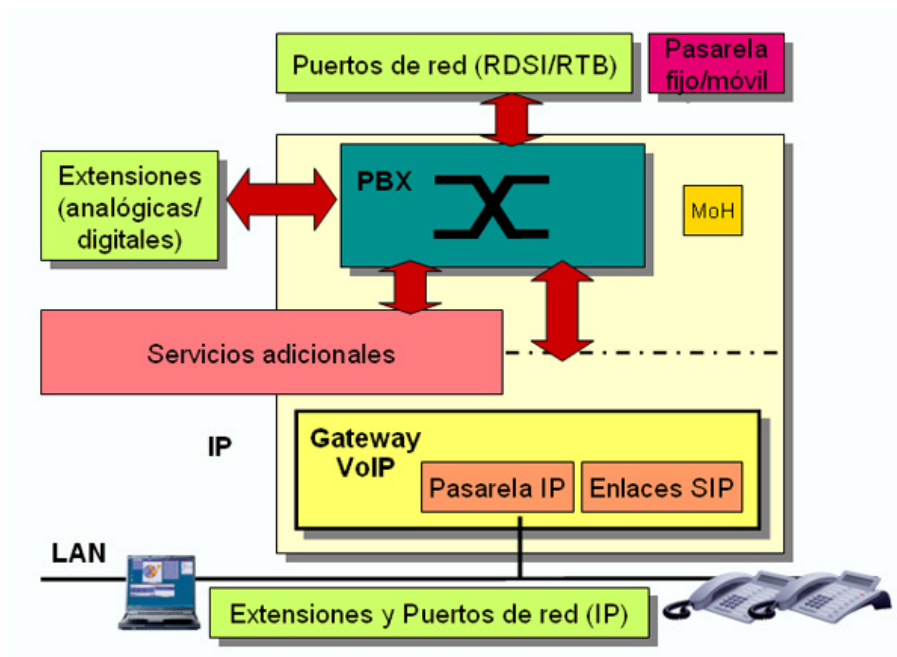 Puertos de red (RDSI/RTB)
Pasarela
fijo/móvil
Extensiones
(analógicas/
digitales)
PBX
MoH
Servicios adicionales
IP
Gateway
VoIP
Pasarela IP
Enlaces SIP
LAN
Extensiones y Puertos de red (IP)